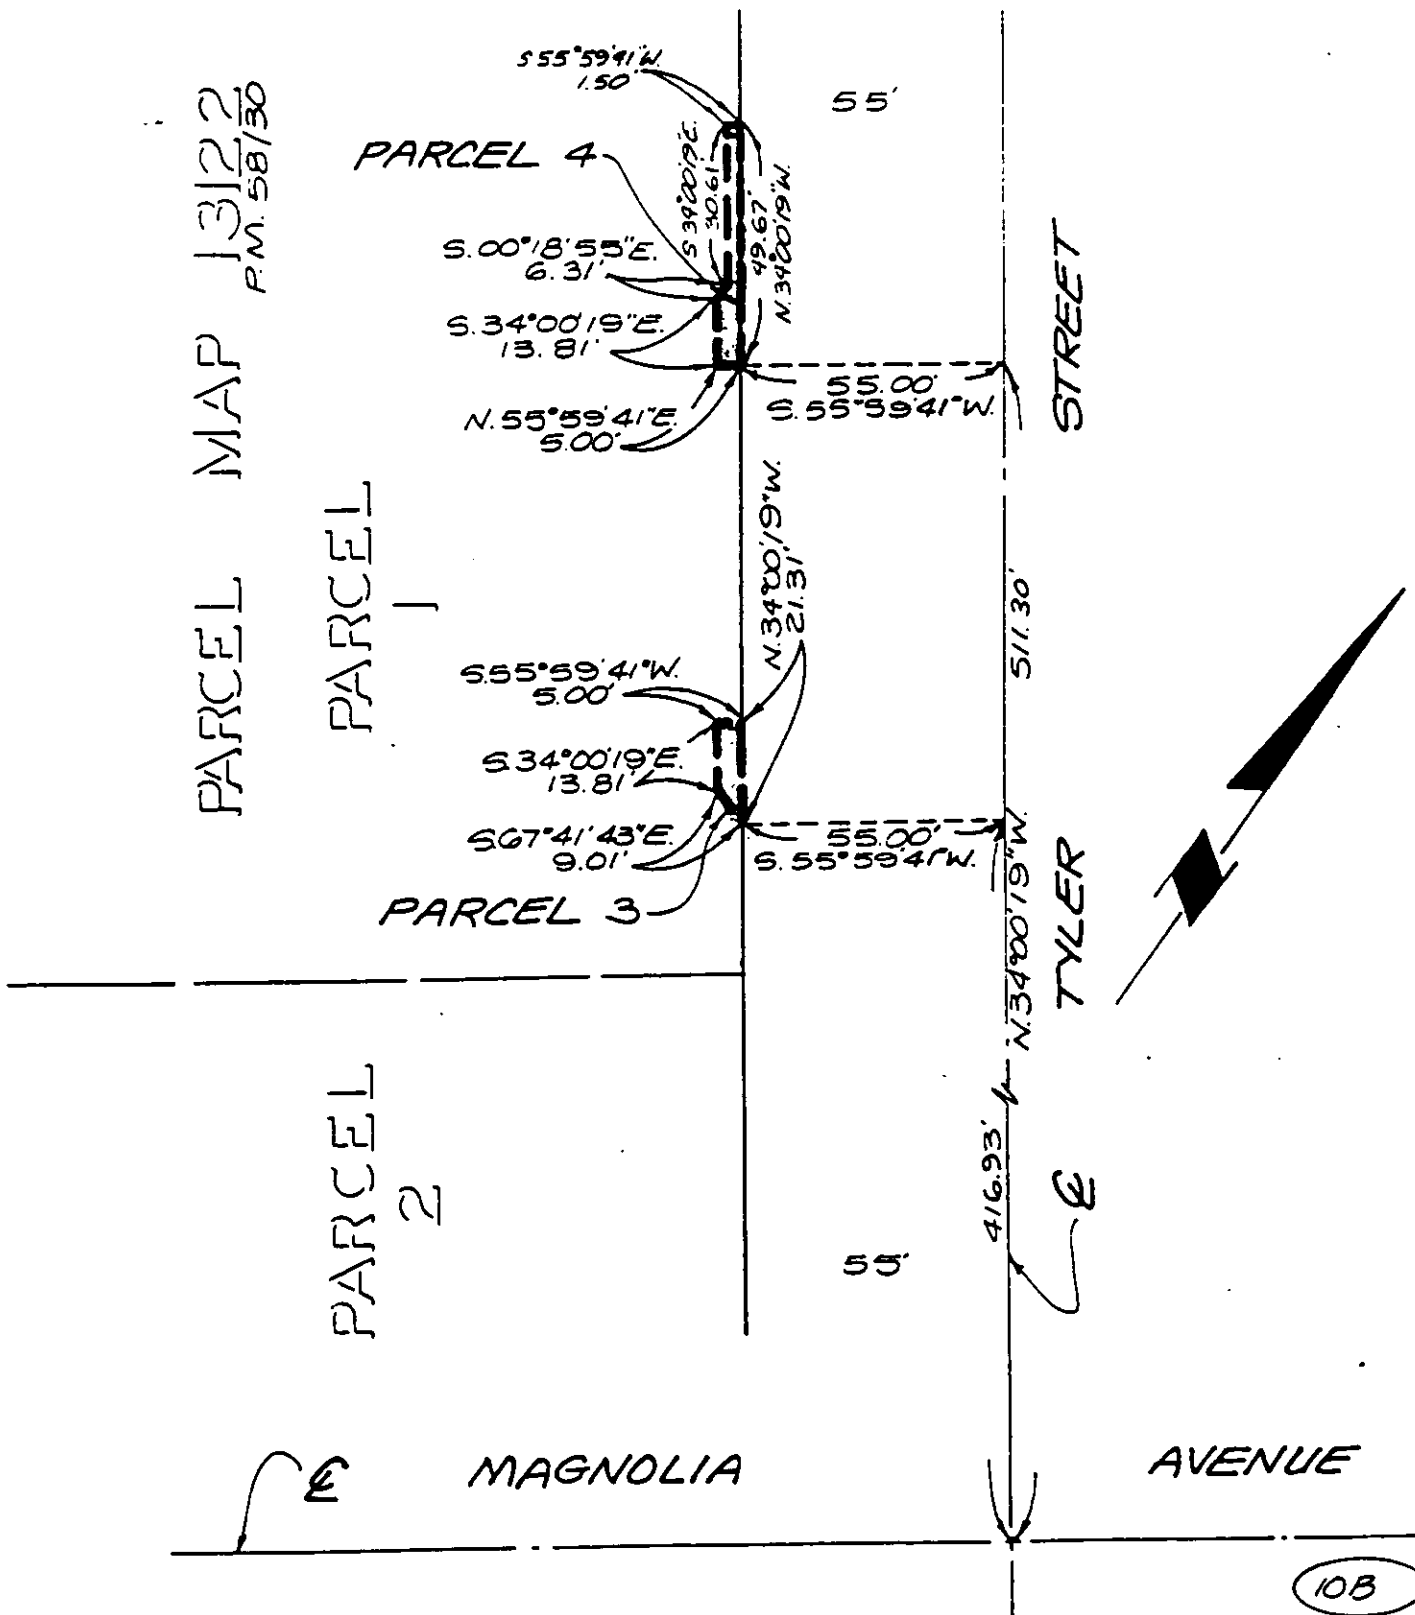 S 55°59'41"W.
1.50'
55'
PARCEL MAP 13122
P.M. 58/30
PARCEL 4
S 34°00'19"E.
30.61'
49.67'
N.34°00'19"W.
S.00°18'55"E.
6.31'
S.34°00'19"E.
13.81'
N.55°59'41"E.
5.00'
55.00'
S.55°59'41"W.
STREET
PARCEL
1
N.34°00'19"W.
21.31'
511.30'
S.55°59'41"W.
5.00'
S.34°00'19"E.
13.81'
S.67°41'43"E.
9.01'
55.00'
S.55°59'41"W.
PARCEL 3
N.34°00'19"W.
TYLER
PARCEL
2
416.93'
℄
55'
℄
MAGNOLIA AVENUE
10B